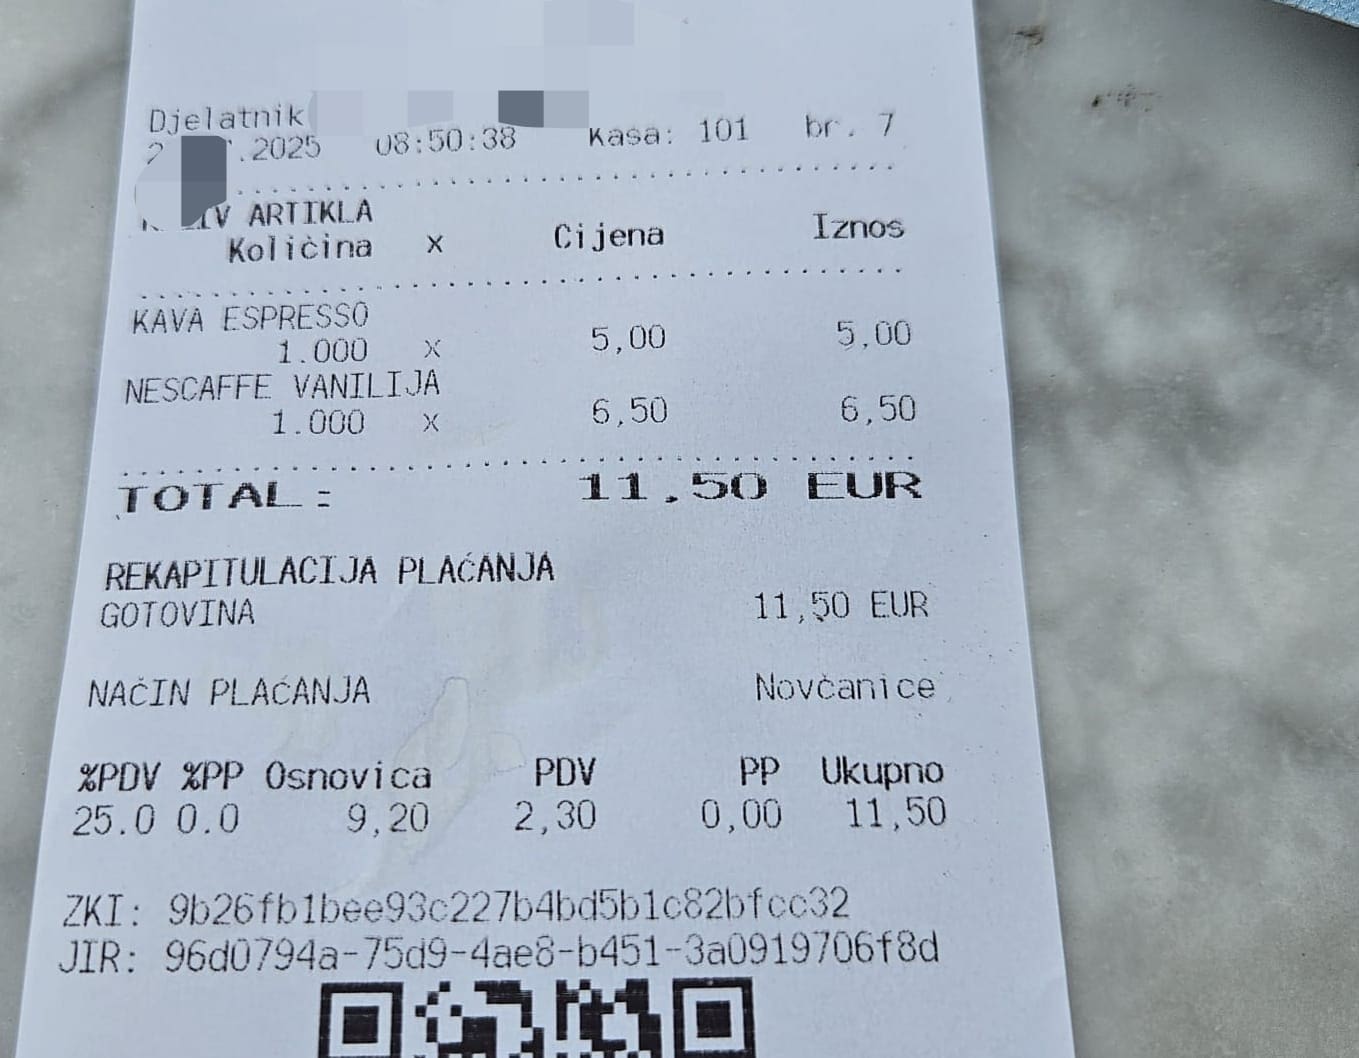 Djelatnik
.2025 08:50:38 Kasa: 101 br. 7
ARTIKLA
Količina x Cijena Iznos
KAVA ESPRESSO
1.000 x 5,00 5,00
NESCAFFE VANILIJA
1.000 x 6,50 6,50
TOTAL: 11,50 EUR
REKAPITULACIJA PLAĆANJA
GOTOVINA 11,50 EUR
NAČIN PLAĆANJA Novčanice
%PDV %PP Osnovica PDV PP Ukupno
25.0 0.0 9,20 2,30 0,00 11,50
ZKI: 9b26fb1bee93c227b4bd5b1c82bfcc32
JIR: 96d0794a-75d9-4ae8-b451-3a0919706f8d